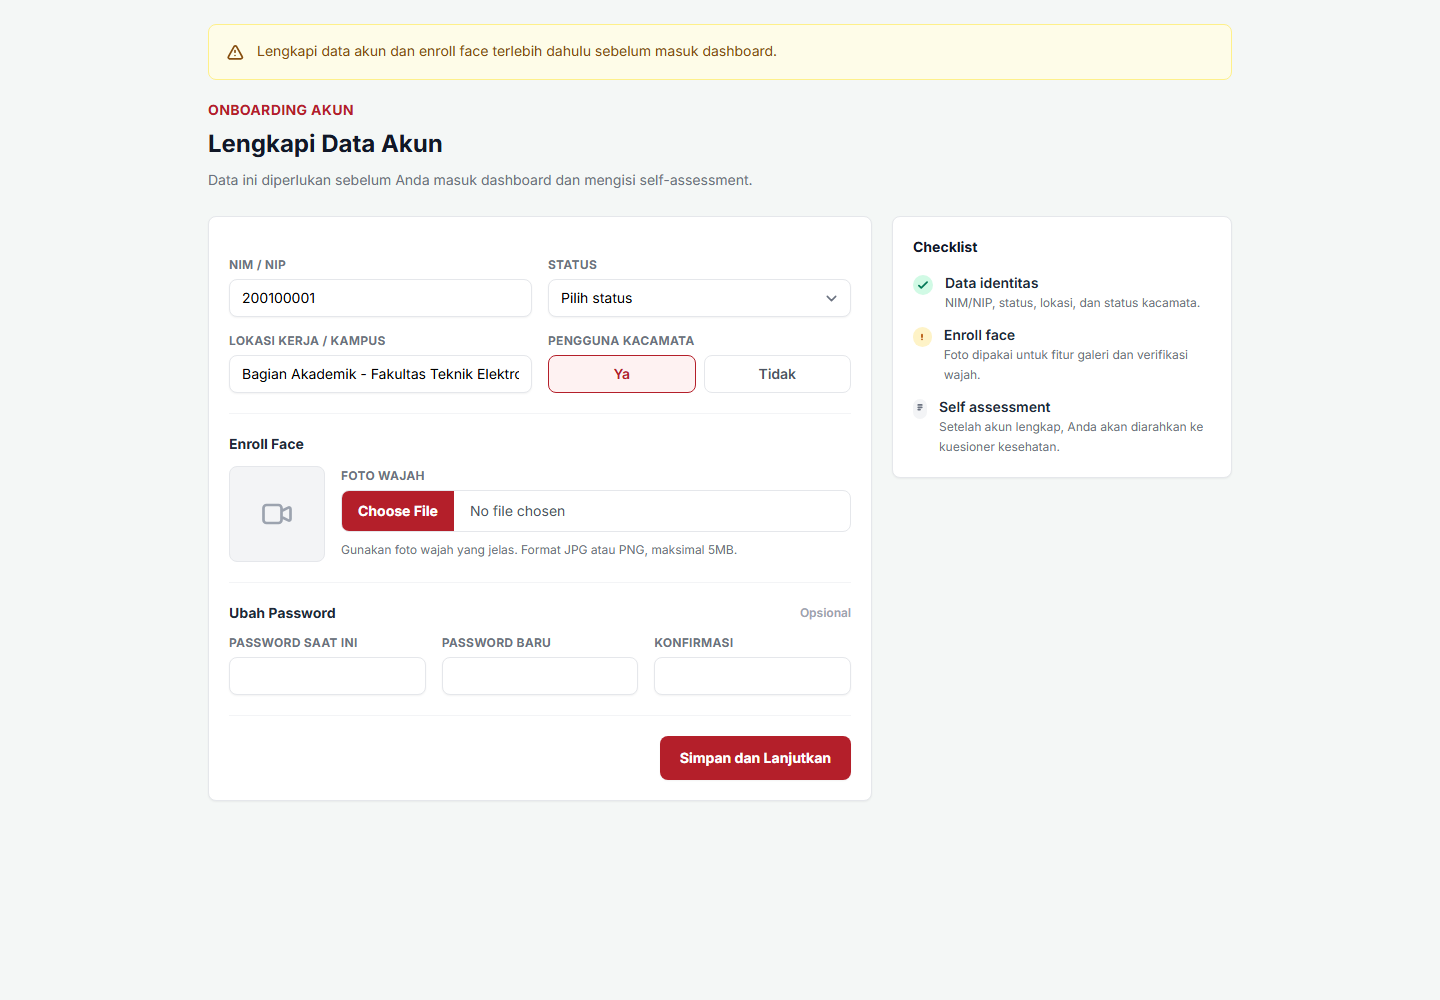 Lengkapi data akun dan enroll face terlebih dahulu sebelum masuk dashboard.
ONBOARDING AKUN
Lengkapi Data Akun
Data ini diperlukan sebelum Anda masuk dashboard dan mengisi self-assessment.
NIM / NIP
200100001
STATUS
Pilih status
LOKASI KERJA / KAMPUS
Bagian Akademik - Fakultas Teknik Elektro
PENGGUNA KACAMATA
Ya
Tidak
Enroll Face
FOTO WAJAH
Choose File
No file chosen
Gunakan foto wajah yang jelas. Format JPG atau PNG, maksimal 5MB.
Ubah Password
Opsional
PASSWORD SAAT INI
PASSWORD BARU
KONFIRMASI
Simpan dan Lanjutkan
Checklist
Data identitas
NIM/NIP, status, lokasi, dan status kacamata.
Enroll face
Foto dipakai untuk fitur galeri dan verifikasi
wajah.
Self assessment
Setelah akun lengkap, Anda akan diarahkan ke
kuesioner kesehatan.